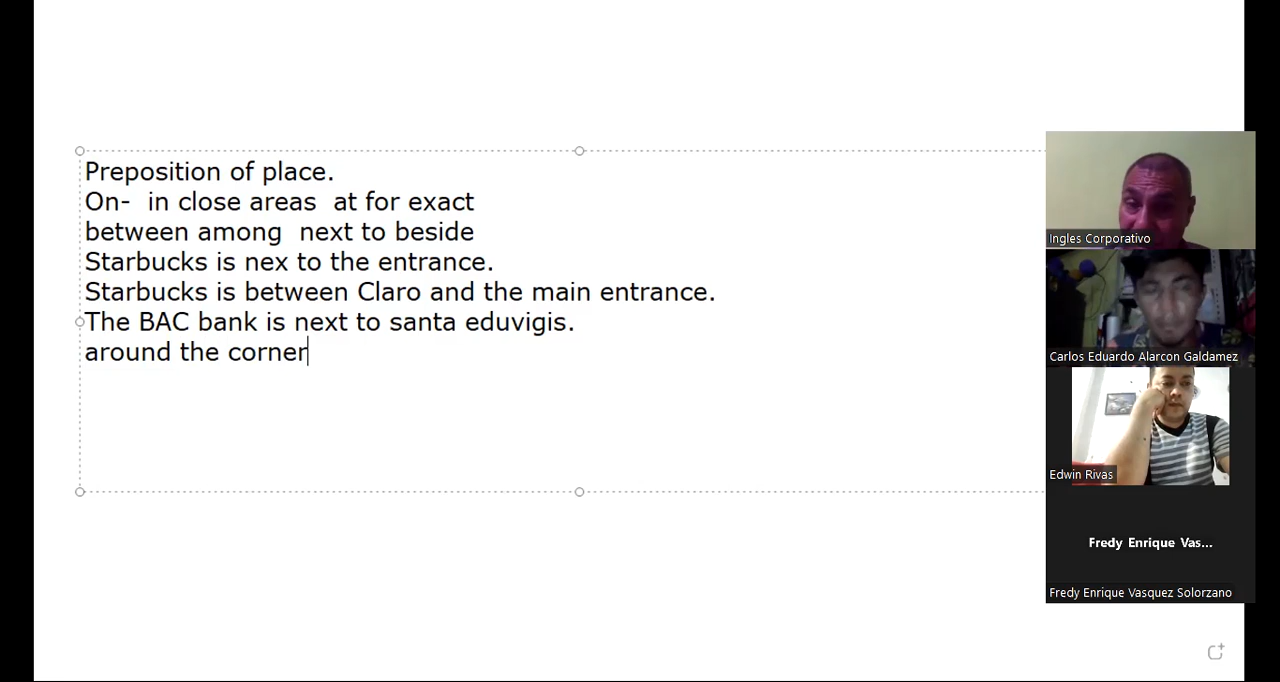 Preposition of place.
On-  in close areas  at for exact
between among  next to beside
Starbucks is nex to the entrance.
Starbucks is between Claro and the main entrance.
The BAC bank is next to santa eduvigis.
around the corner
Ingles Corporativo
Carlos Eduardo Alarcon Galdamez
Edwin Rivas
Fredy Enrique Vas...
Fredy Enrique Vasquez Solorzano